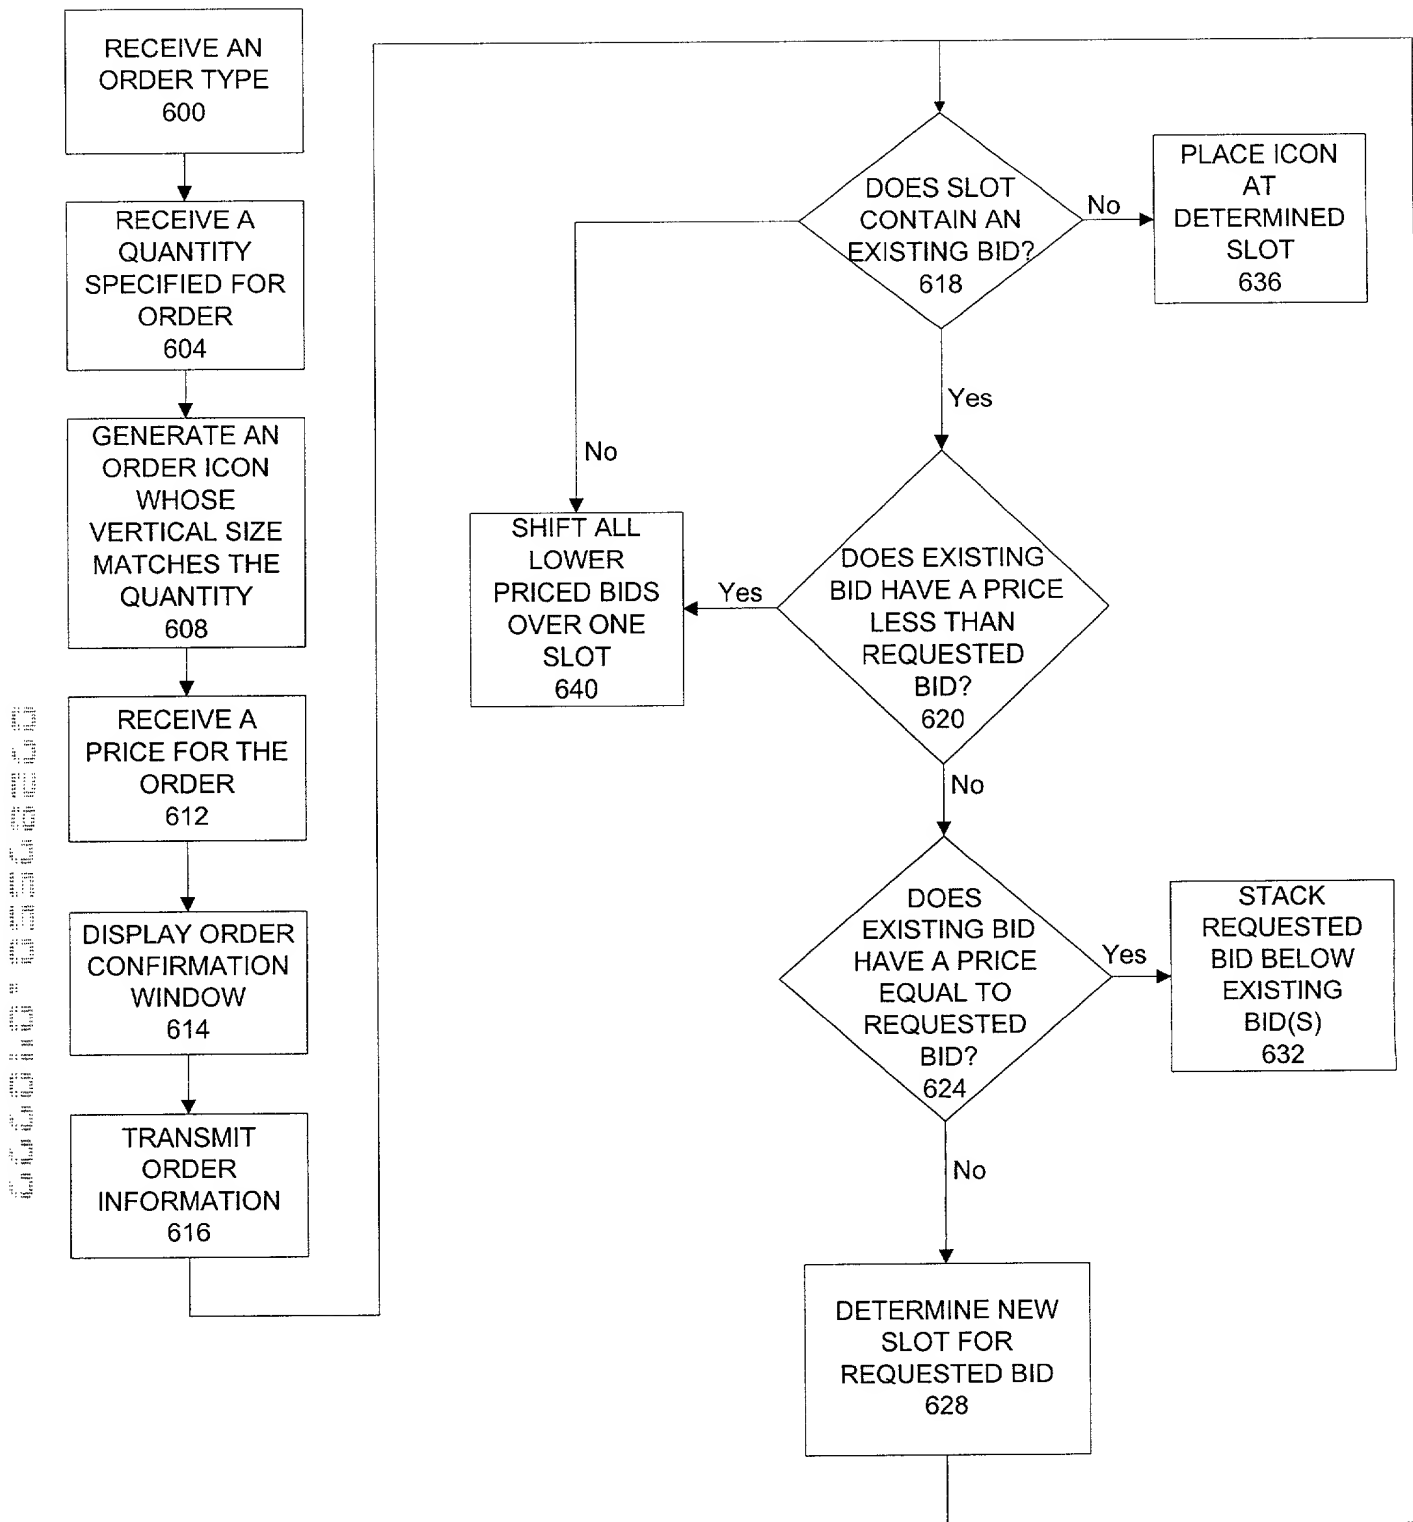 RECEIVE AN
ORDER TYPE
600
RECEIVE A
QUANTITY
SPECIFIED FOR
ORDER
604
GENERATE AN
ORDER ICON
WHOSE
VERTICAL SIZE
MATCHES THE
QUANTITY
608
RECEIVE A
PRICE FOR THE
ORDER
612
DISPLAY ORDER
CONFIRMATION
WINDOW
614
TRANSMIT
ORDER
INFORMATION
616
DOES SLOT
CONTAIN AN
EXISTING BID?
618
No
PLACE ICON
AT
DETERMINED
SLOT
636
Yes
No
SHIFT ALL
LOWER
PRICED BIDS
OVER ONE
SLOT
640
Yes
DOES EXISTING
BID HAVE A PRICE
LESS THAN
REQUESTED
BID?
620
No
DOES
EXISTING BID
HAVE A PRICE
EQUAL TO
REQUESTED
BID?
624
Yes
STACK
REQUESTED
BID BELOW
EXISTING
BID(S)
632
No
DETERMINE NEW
SLOT FOR
REQUESTED BID
628